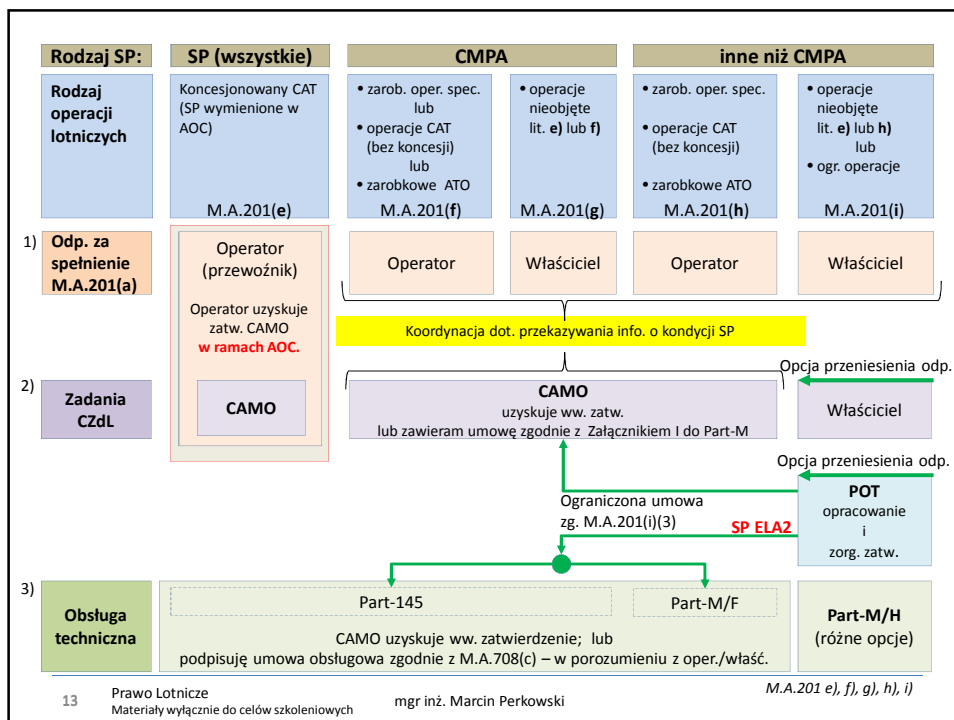 Rodzaj SP:
SP (wszystkie)
CMPA
inne niż CMPA
Rodzaj
operacji
lotniczych
Koncesjonowany CAT
(SP wymienione w
AOC)
M.A.201(e)
• zarob. oper. spec.
lub
• operacje CAT
(bez koncesji)
lub
• zarobkowe ATO
M.A.201(f)
• operacje
nieobjęte
lit. e) lub f)
M.A.201(g)
• zarob. oper. spec.
• operacje CAT
(bez koncesji)
• zarobkowe ATO
M.A.201(h)
• operacje
nieobjęte
lit. e) lub h)
lub
• ogr. operacje
M.A.201(i)
1)
Odp. za
spełnienie
M.A.201(a)
Operator
(przewoźnik)
Operator uzyskuje
zatw. CAMO
w ramach AOC.
Operator
Właściciel
Operator
Właściciel
Koordynacja dot. przekazywania info. o kondycji SP
Opcja przeniesienia odp.
2)
Zadania
CZdL
CAMO
CAMO
uzyskuje ww. zatw.
lub zawieram umowę zgodnie z Załącznikiem I do Part-M
Właściciel
Opcja przeniesienia odp.
Ograniczona umowa
zg. M.A.201(i)(3)
SP ELA2
POT
opracowanie
i
zorg. zatw.
3)
Obsługa
techniczna
Part-145
Part-M/F
CAMO uzyskuje ww. zatwierdzenie; lub
podpisuję umowa obsługowa zgodnie z M.A.708(c) – w porozumieniu z oper./właść.
Part-M/H
(różne opcje)
M.A.201 e), f), g), h), i)
13
Prawo Lotnicze
Materiały wyłącznie do celów szkoleniowych
mgr inż. Marcin Perkowski